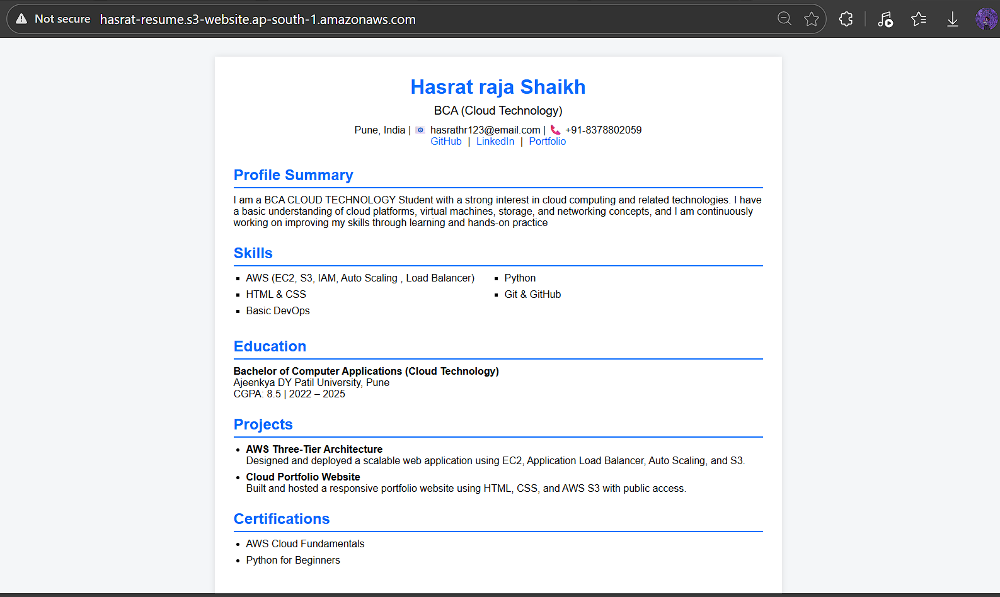 Not secure hasrat-resume.s3-website.ap-south-1.amazonaws.com
Hasrat raja Shaikh
BCA (Cloud Technology)
Pune, India | 📧 hasrathr123@email.com | 📞 +91-8378802059
GitHub | LinkedIn | Portfolio
Profile Summary
I am a BCA CLOUD TECHNOLOGY Student with a strong interest in cloud computing and related technologies. I have
a basic understanding of cloud platforms, virtual machines, storage, and networking concepts, and I am continuously
working on improving my skills through learning and hands-on practice
Skills
▪ AWS (EC2, S3, IAM, Auto Scaling , Load Balancer)
▪ HTML & CSS
▪ Basic DevOps
▪ Python
▪ Git & GitHub
Education
Bachelor of Computer Applications (Cloud Technology)
Ajeenkya DY Patil University, Pune
CGPA: 8.5 | 2022 – 2025
Projects
• AWS Three-Tier Architecture
Designed and deployed a scalable web application using EC2, Application Load Balancer, Auto Scaling, and S3.
• Cloud Portfolio Website
Built and hosted a responsive portfolio website using HTML, CSS, and AWS S3 with public access.
Certifications
• AWS Cloud Fundamentals
• Python for Beginners